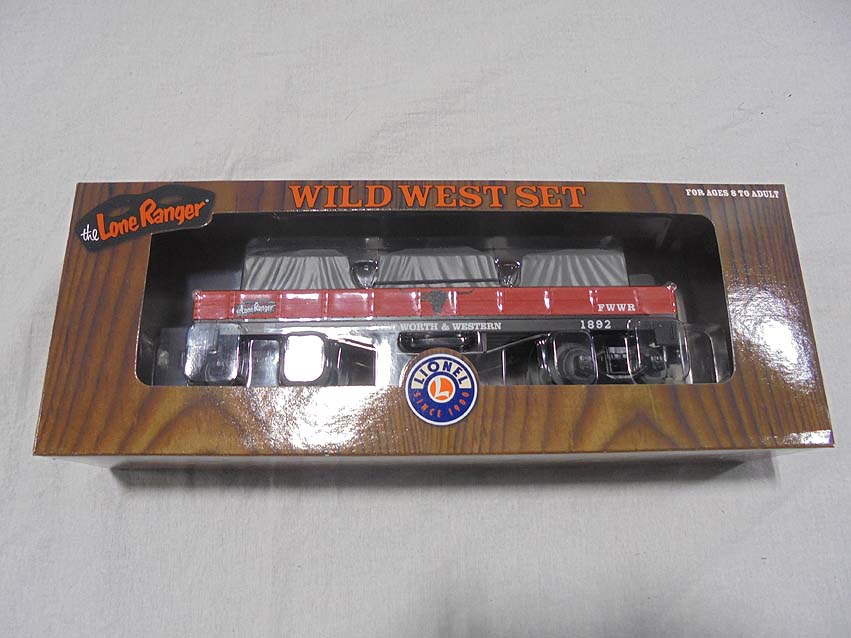 WILD WEST SET
FOR AGES 8 TO ADULT
the Lone Ranger
Lone Ranger
FWWR
WORTH & WESTERN
1892
LIONEL
L
SINCE 1900